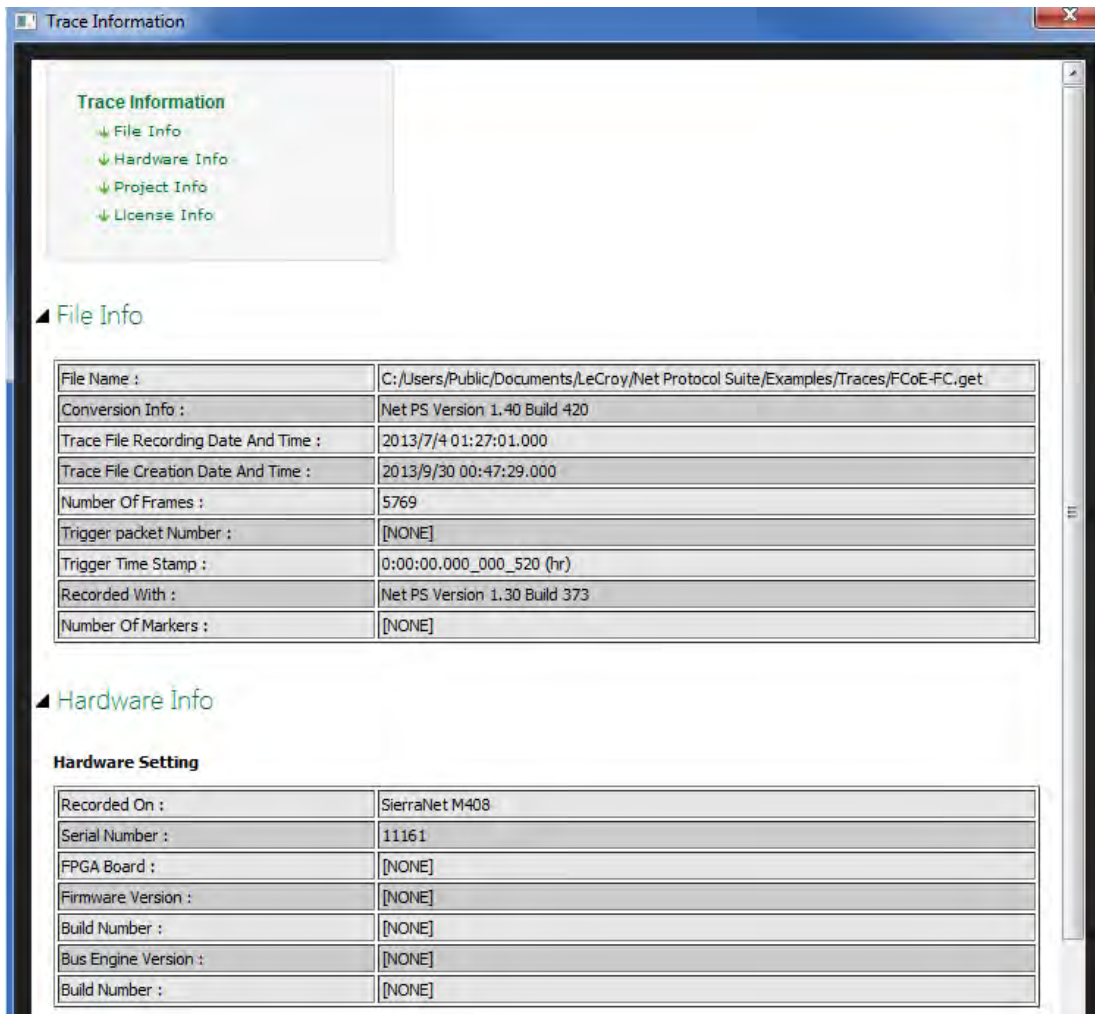 Trace Information
Trace Information
File Info
Hardware Info
Project Info
License Info
File Info
File Name : C:/Users/Public/Documents/LeCroy/Net Protocol Suite/Examples/Traces/FCoE-FC.get
Conversion Info : Net PS Version 1.40 Build 420
Trace File Recording Date And Time : 2013/7/4 01:27:01.000
Trace File Creation Date And Time : 2013/9/30 00:47:29.000
Number Of Frames : 5769
Trigger packet Number : [NONE]
Trigger Time Stamp : 0:00:00.000_000_520 (hr)
Recorded With : Net PS Version 1.30 Build 373
Number Of Markers : [NONE]
Hardware Info
Hardware Setting
Recorded On : SierraNet M408
Serial Number : 11161
FPGA Board : [NONE]
Firmware Version : [NONE]
Build Number : [NONE]
Bus Engine Version : [NONE]
Build Number : [NONE]